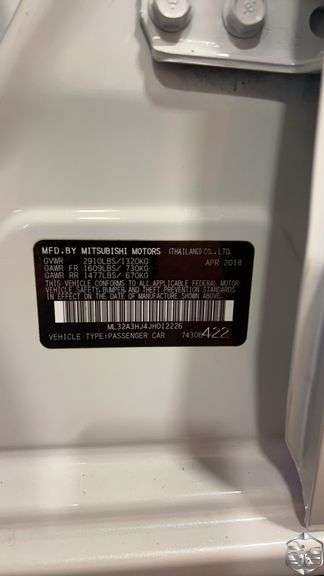 MFD.BY MITSUBISHI MOTORS (THAILAND)CO.,LTD.
GVWR 2910LBS/1320KG APR 2018
GAWR FR 1609LBS/ 730KG
GAWR RR 1477LBS/ 670KG
THIS VEHICLE CONFORMS TO ALL APPLICABLE FEDERAL MOTOR
VEHICLE SAFETY,BUMPER AND THEFT PREVENTION STANDARDS
IN EFFECT ON THE DATE OF MANUFACTURE SHOWN ABOVE.
ML32A3HJ4JH012226
VEHICLE TYPE:PASSENGER CAR 7430B422